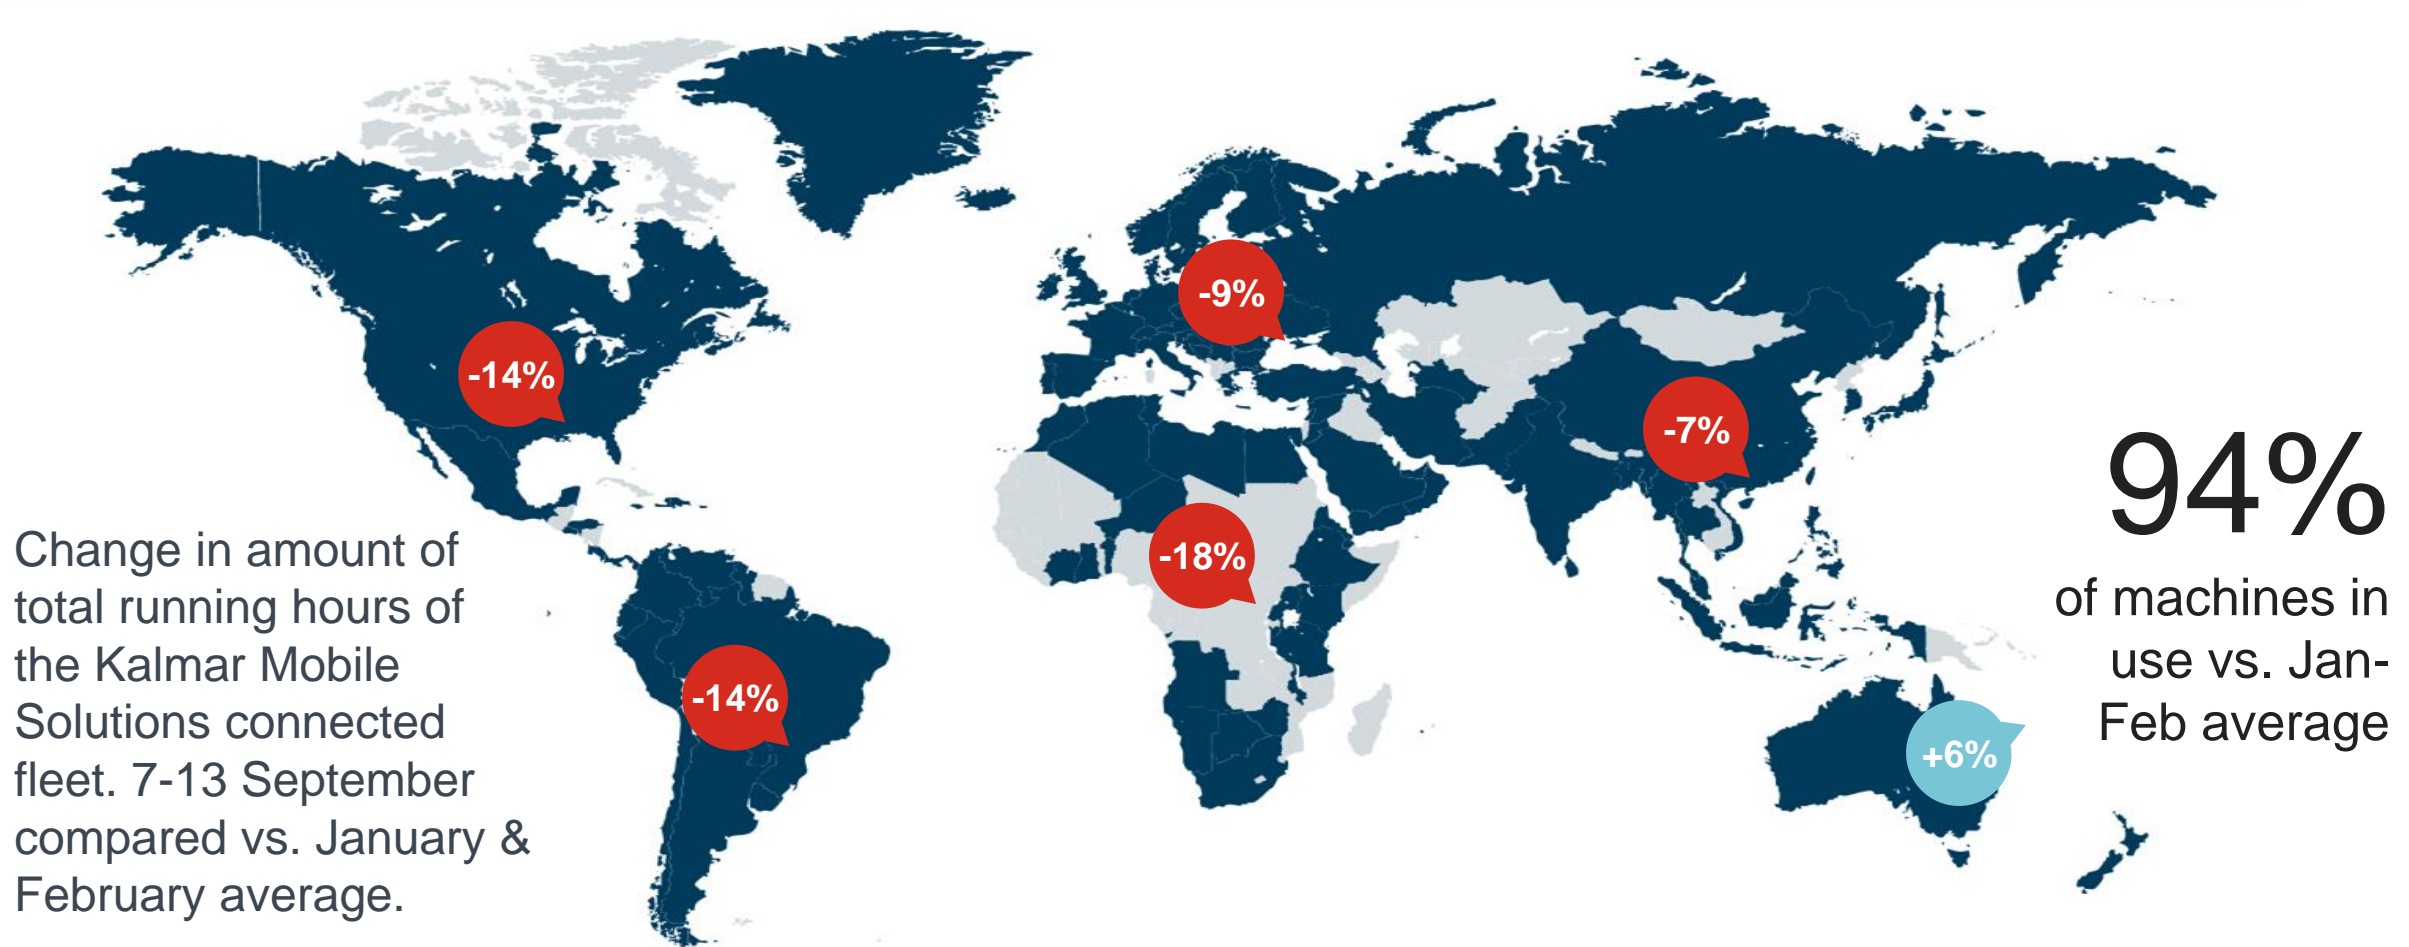 -9%
-14%
-7%
-18%
-14%
+6%
Change in amount of
total running hours of
the Kalmar Mobile
Solutions connected
fleet. 7-13 September
compared vs. January &
February average.
94%
of machines in
use vs. Jan-
Feb average